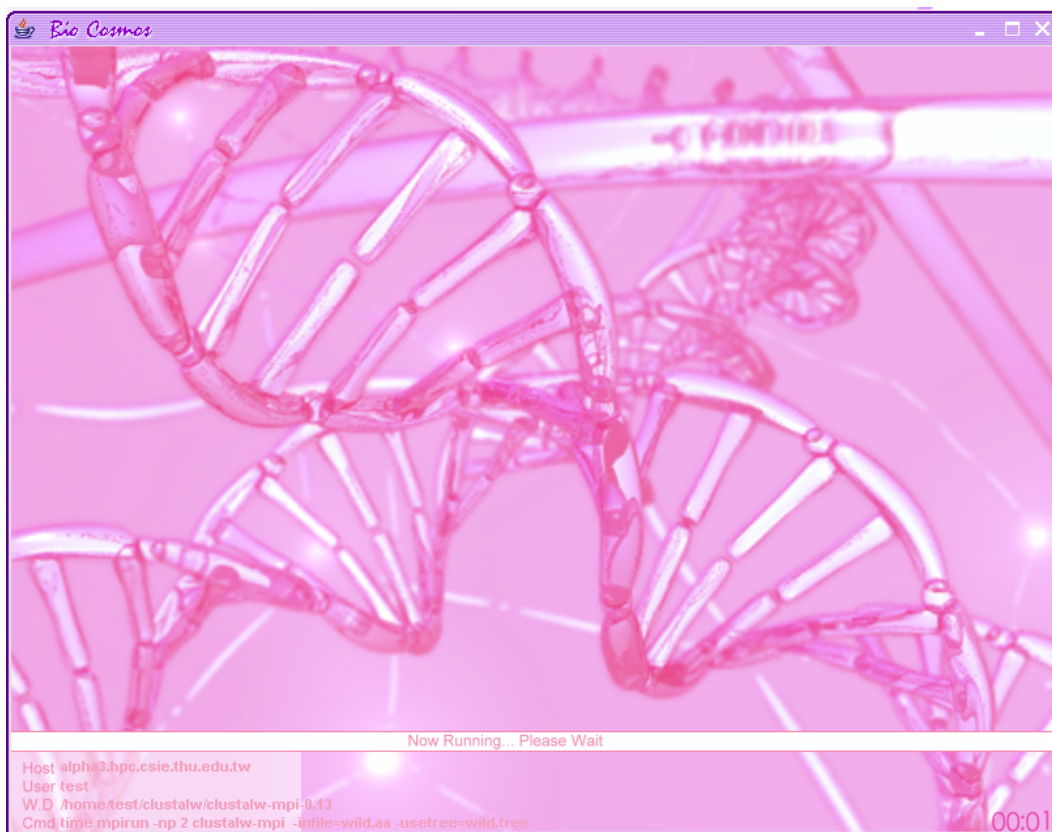 Bio Cosmos
Now Running... Please Wait
Host alpha3.hpc.csie.thu.edu.tw
User test
W.D /home/test/clustalw/clustalw-mpi-0.13
Cmd time mpirun -np 2 clustalw-mpi -infile=wild.aa -usetree=wild.tree
00:01